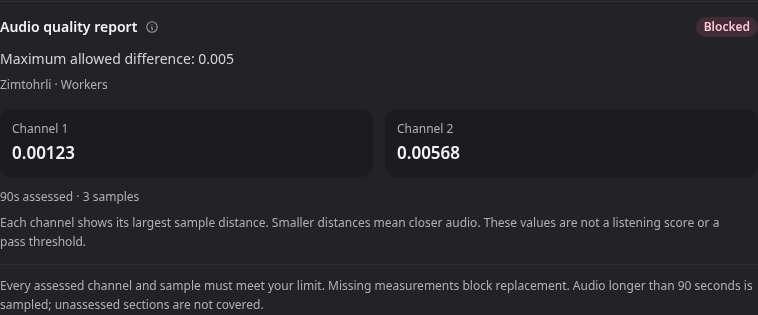 Audio quality report
Blocked
Maximum allowed difference: 0.005
Zimtohrli · Workers
Channel 1
0.00123
Channel 2
0.00568
90s assessed · 3 samples
Each channel shows its largest sample distance. Smaller distances mean closer audio. These values are not a listening score or a
pass threshold.
Every assessed channel and sample must meet your limit. Missing measurements block replacement. Audio longer than 90 seconds is
sampled; unassessed sections are not covered.